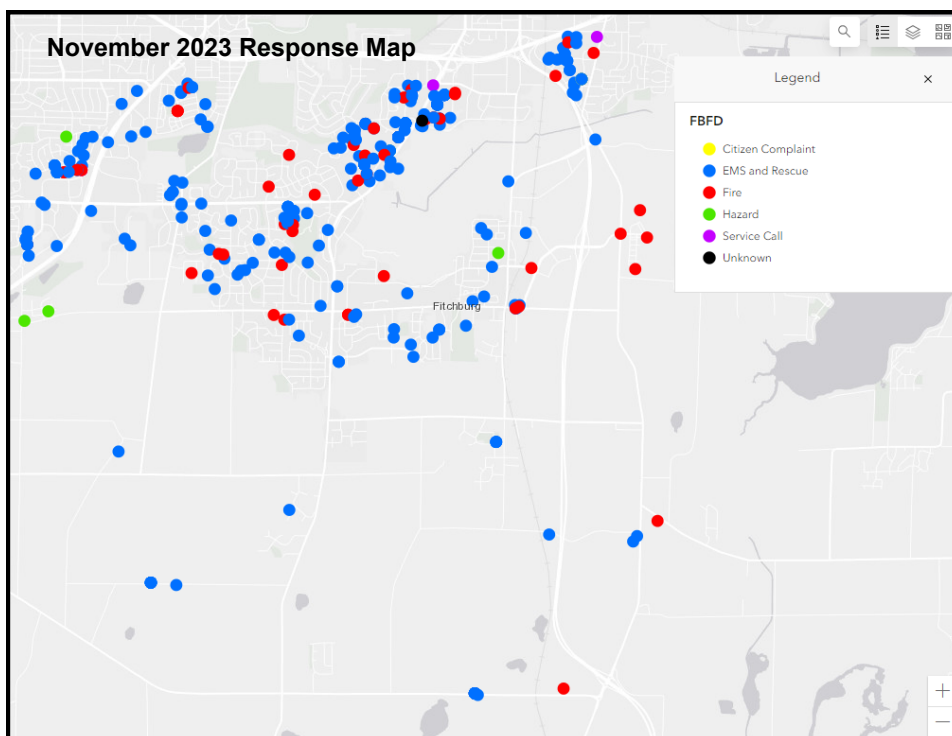 November 2023 Response Map
Legend
×
FBFD
Citizen Complaint
EMS and Rescue
Fire
Hazard
Service Call
Unknown
Fitchburg
+
−